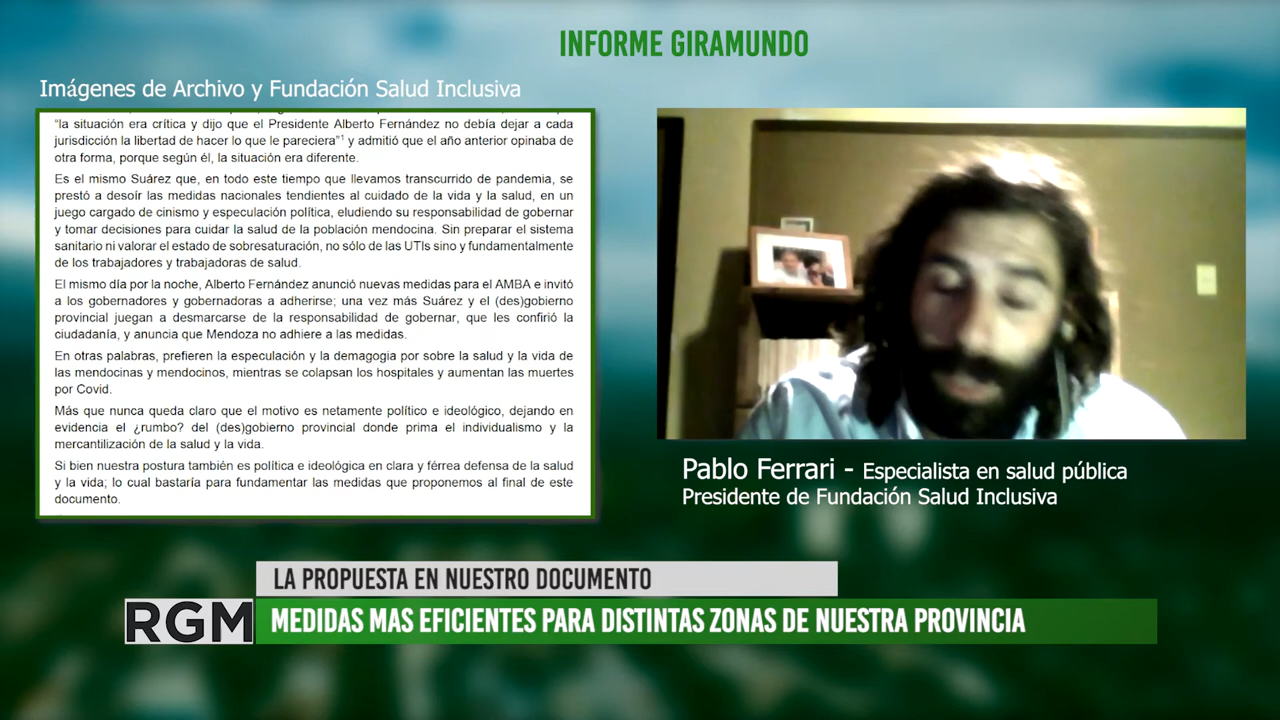 INFORME GIRAMUNDO
Imágenes de Archivo y Fundación Salud Inclusiva
"la situación era crítica y dijo que el Presidente Alberto Fernández no debía dejar a cada
jurisdicción la libertad de hacer lo que le pareciera"¹ y admitió que el año anterior opinaba de
otra forma, porque según él, la situación era diferente.
Es el mismo Suárez que, en todo este tiempo que llevamos transcurrido de pandemia, se
prestó a desoír las medidas nacionales tendientes al cuidado de la vida y la salud, en un
juego cargado de cinismo y especulación política, eludiendo su responsabilidad de gobernar
y tomar decisiones para cuidar la salud de la población mendocina. Sin preparar el sistema
sanitario ni valorar el estado de sobresaturación, no sólo de las UTIs sino y fundamentalmente
de los trabajadores y trabajadoras de salud.
El mismo día por la noche, Alberto Fernández anunció nuevas medidas para el AMBA e invitó
a los gobernadores y gobernadoras a adherirse; una vez más Suárez y el (des)gobierno
provincial juegan a desmarcarse de la responsabilidad de gobernar, que les confirió la
ciudadanía, y anuncia que Mendoza no adhiere a las medidas.
En otras palabras, prefieren la especulación y la demagogia por sobre la salud y la vida de
las mendocinas y mendocinos, mientras se colapsan los hospitales y aumentan las muertes
por Covid.
Más que nunca queda claro que el motivo es netamente político e ideológico, dejando en
evidencia el ¿rumbo? del (des)gobierno provincial donde prima el individualismo y la
mercantilización de la salud y la vida.
Si bien nuestra postura también es política e ideológica en clara y férrea defensa de la salud
y la vida; lo cual bastaría para fundamentar las medidas que proponemos al final de este
documento.
Pablo Ferrari - Especialista en salud pública
Presidente de Fundación Salud Inclusiva
LA PROPUESTA EN NUESTRO DOCUMENTO
RGM MEDIDAS MAS EFICIENTES PARA DISTINTAS ZONAS DE NUESTRA PROVINCIA